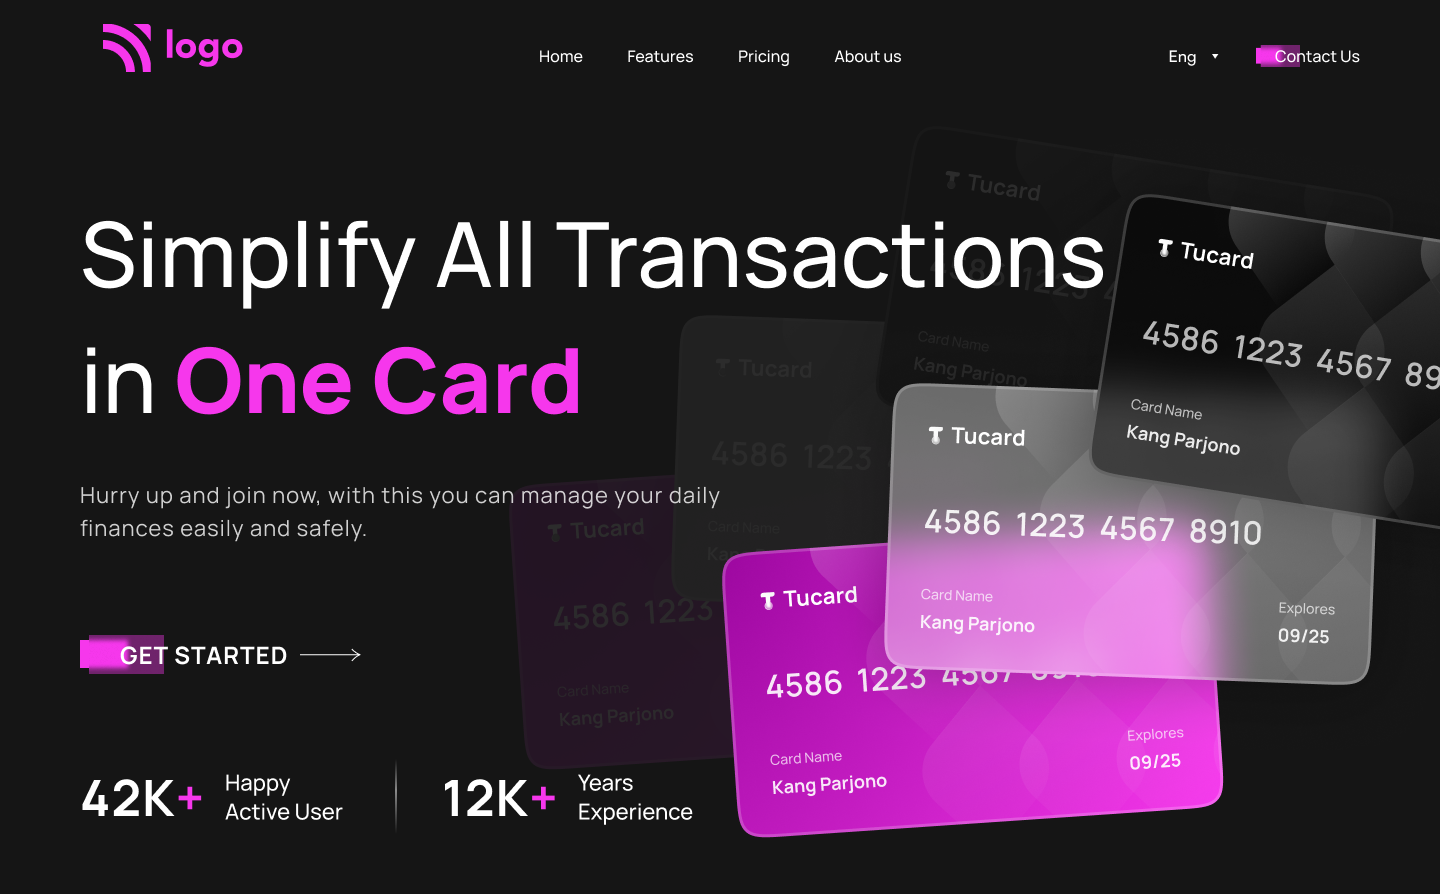 logo
Home
Features
Pricing
About us
Eng
Contact Us
Simplify All Transactions
in One Card
Hurry up and join now, with this you can manage your daily
finances easily and safely.
GET STARTED
42K+
Happy
Active User
12K+
Years
Experience
Tucard
4586 1223 4
Card Name
Kang Parjono
Tucard
4586 1223 4567 89
Card Name
Kang Parjono
Tucard
4586 1223
Card Name
Tucard
4586 1223 4567 8910
Card Name
Kang Parjono
Explores
09/25
Tucard
4586 1223
Card Name
Kang Parjono
Tucard
4586 1223 4567 8910
Card Name
Kang Parjono
Explores
09/25